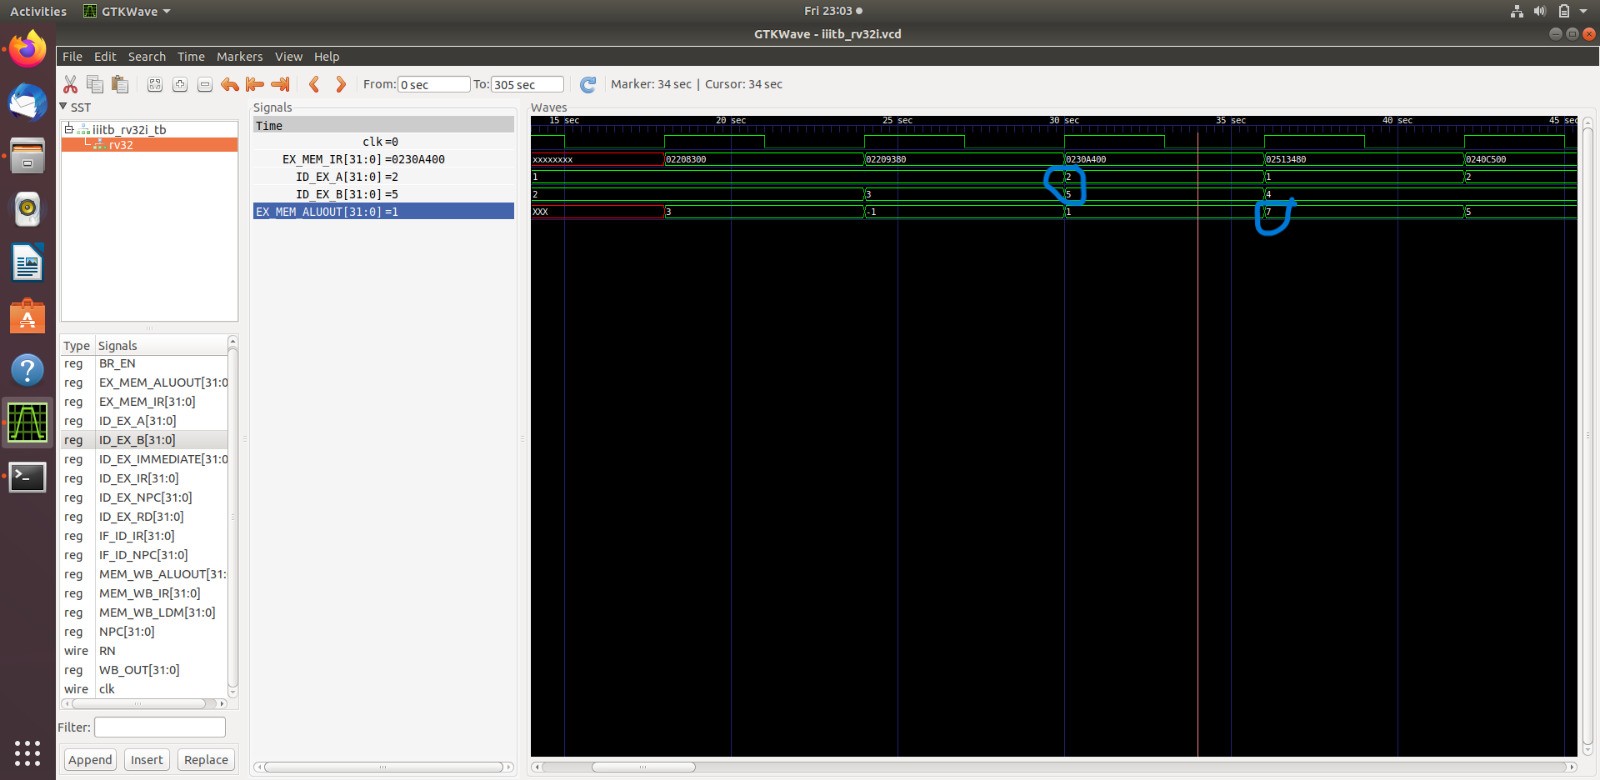 Activities GTKWave Fri 23:03
GTKWave - iiitb_rv32i.vcd
File Edit Search Time Markers View Help
From: 0 sec To: 305 sec Marker: 34 sec | Cursor: 34 sec
SST
iiitb_rv32i_tb
rv32
Type Signals
reg BR_EN
reg EX_MEM_ALUOUT[31:0
reg EX_MEM_IR[31:0]
reg ID_EX_A[31:0]
reg ID_EX_B[31:0]
reg ID_EX_IMMEDIATE[31:0
reg ID_EX_IR[31:0]
reg ID_EX_NPC[31:0]
reg ID_EX_RD[31:0]
reg IF_ID_IR[31:0]
reg IF_ID_NPC[31:0]
reg MEM_WB_ALUOUT[31:
reg MEM_WB_IR[31:0]
reg MEM_WB_LDM[31:0]
reg NPC[31:0]
wire RN
reg WB_OUT[31:0]
wire clk
Filter:
Append Insert Replace
Signals
Time
clk =0
EX_MEM_IR[31:0] =0230A400
ID_EX_A[31:0] =2
ID_EX_B[31:0] =5
EX_MEM_ALUOUT[31:0] =1
Waves
15 sec 20 sec 25 sec 30 sec 35 sec 40 sec 45 sec
xxxxxxxx 02208300 02209380 0230A400 02513480 0240C500
1 2 1 2
2 3 5 4
XXX 3 -1 1 7 5